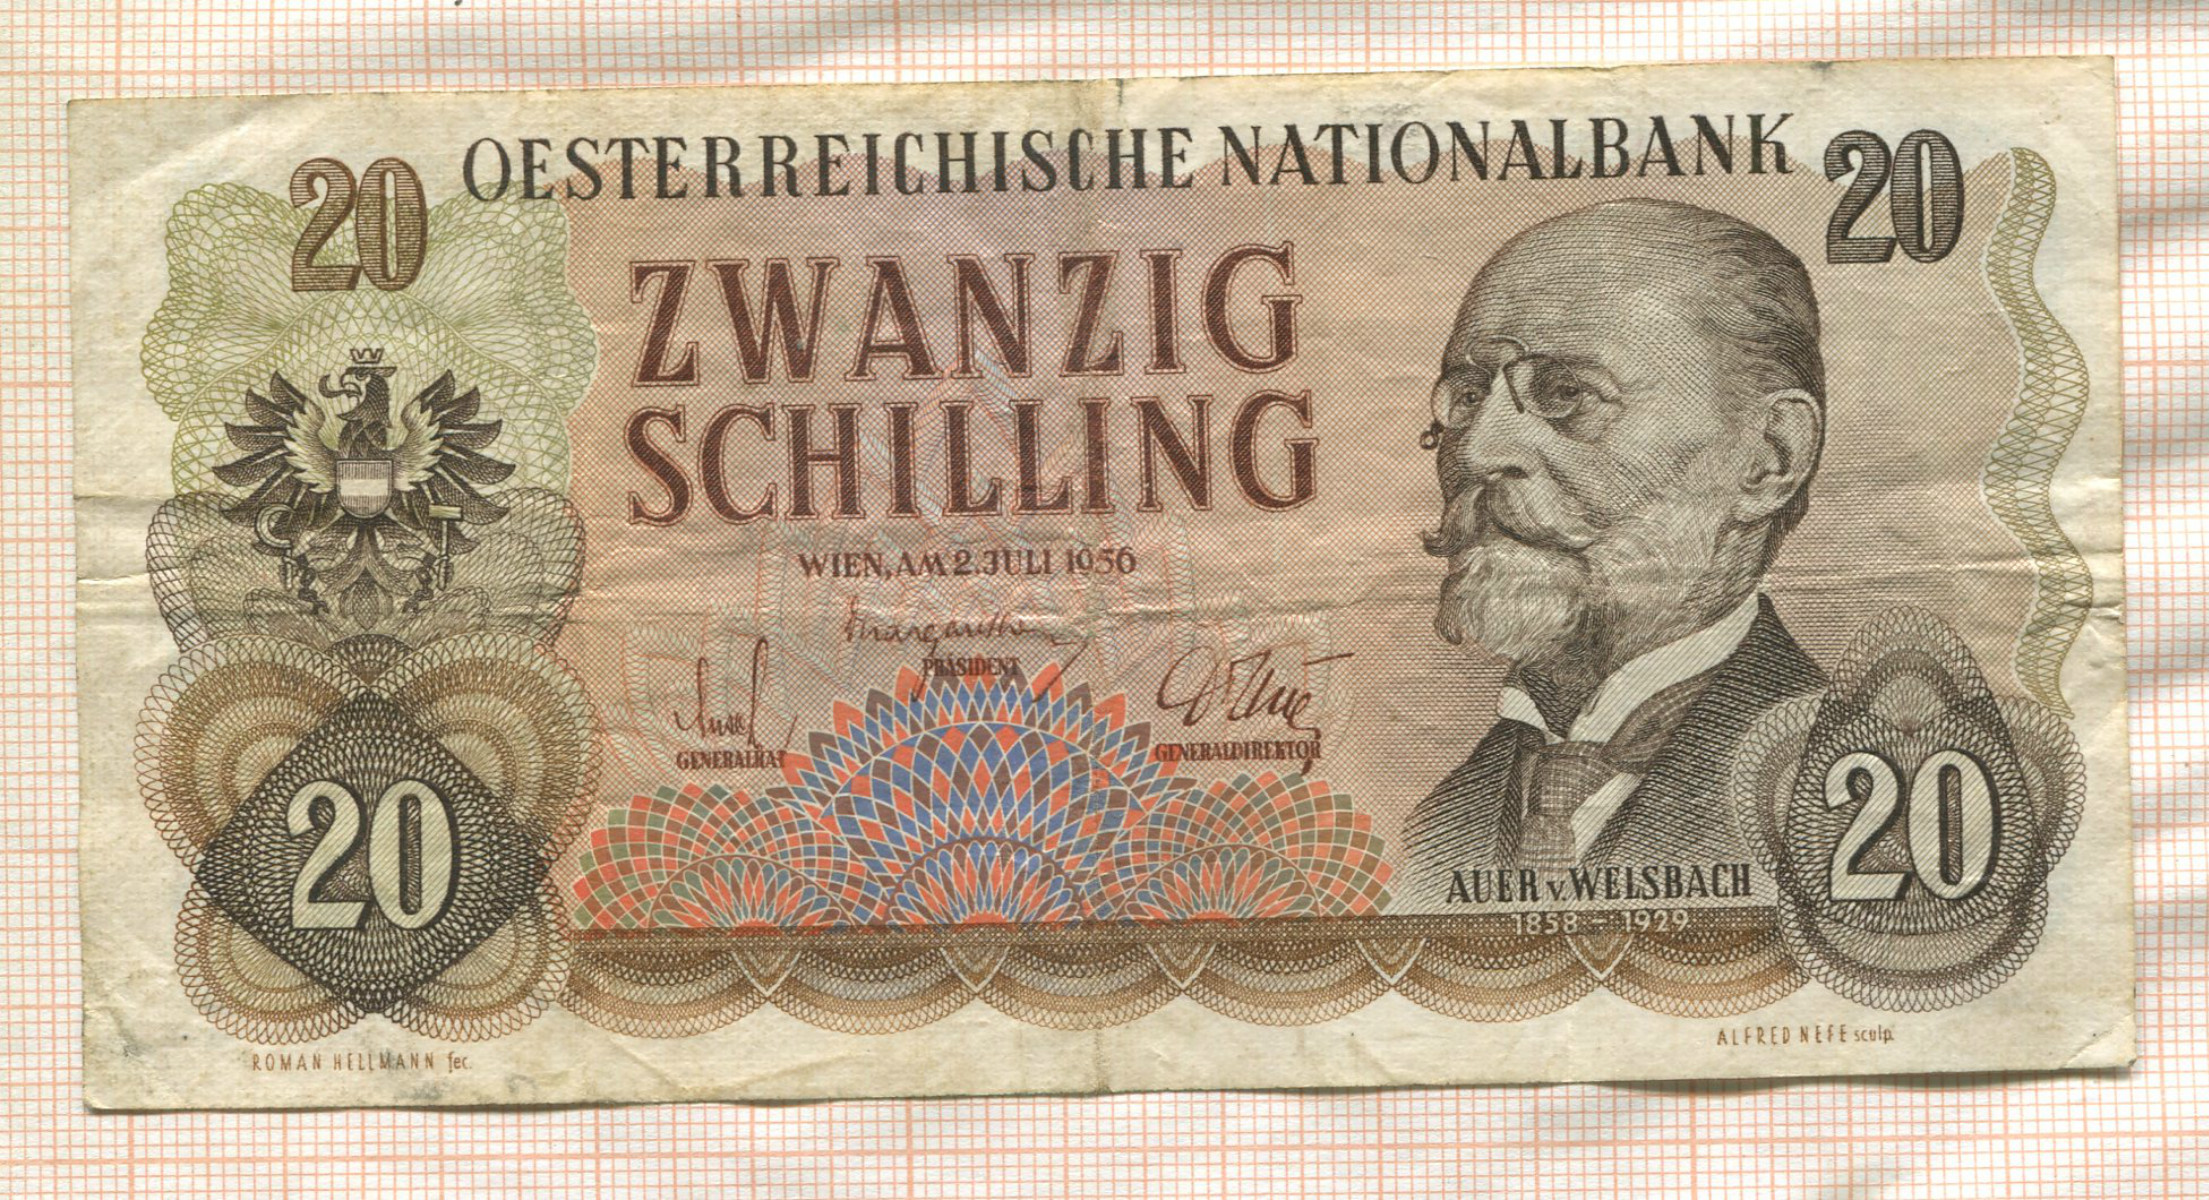 OESTERREICHISCHE NATIONALBANK
20
20
ZWANZIG
SCHILLING
WIEN, AM 2. JULI 1956
PRÄSIDENT
GENERALRAT
GENERALDIREKTOR
20
20
AUER v. WELSBACH
1858 – 1929
ROMAN HELLMANN fec.
ALFRED NEFE sculp.